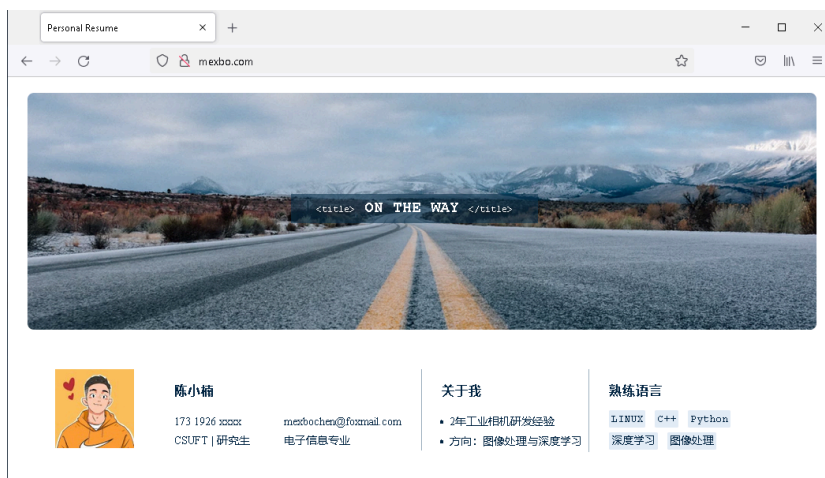 Personal Resume
mexbo.com
<title> ON THE WAY </title>
陈小楠
173 1926 xxxx
mexbochen@foxmail.com
CSUFT | 研究生
电子信息专业
关于我
2年工业相机研发经验
方向：图像处理与深度学习
熟练语言
LINUX C++ Python
深度学习 图像处理